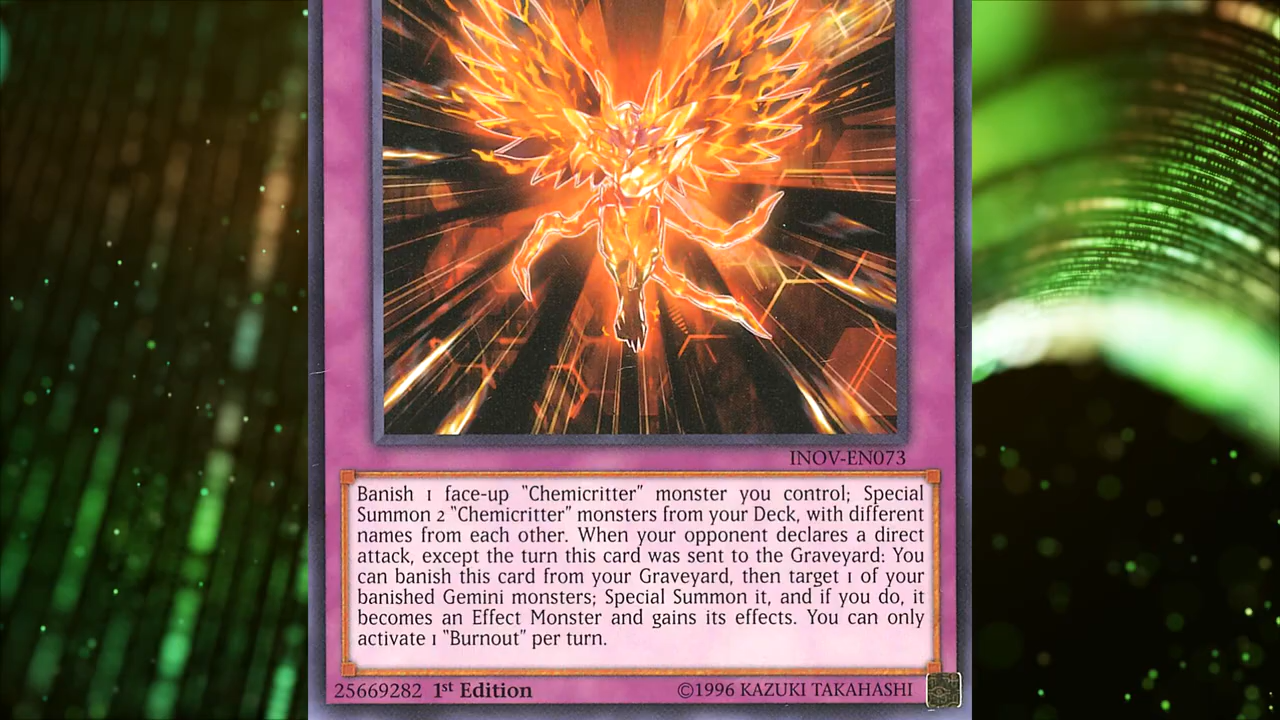 INOV-EN073
Banish 1 face-up "Chemicritter" monster you control; Special
Summon 2 "Chemicritter" monsters from your Deck, with different
names from each other. When your opponent declares a direct
attack, except the turn this card was sent to the Graveyard: You
can banish this card from your Graveyard, then target 1 of your
banished Gemini monsters; Special Summon it, and if you do, it
becomes an Effect Monster and gains its effects. You can only
activate 1 "Burnout" per turn.
25669282 1st Edition ©1996 KAZUKI TAKAHASHI